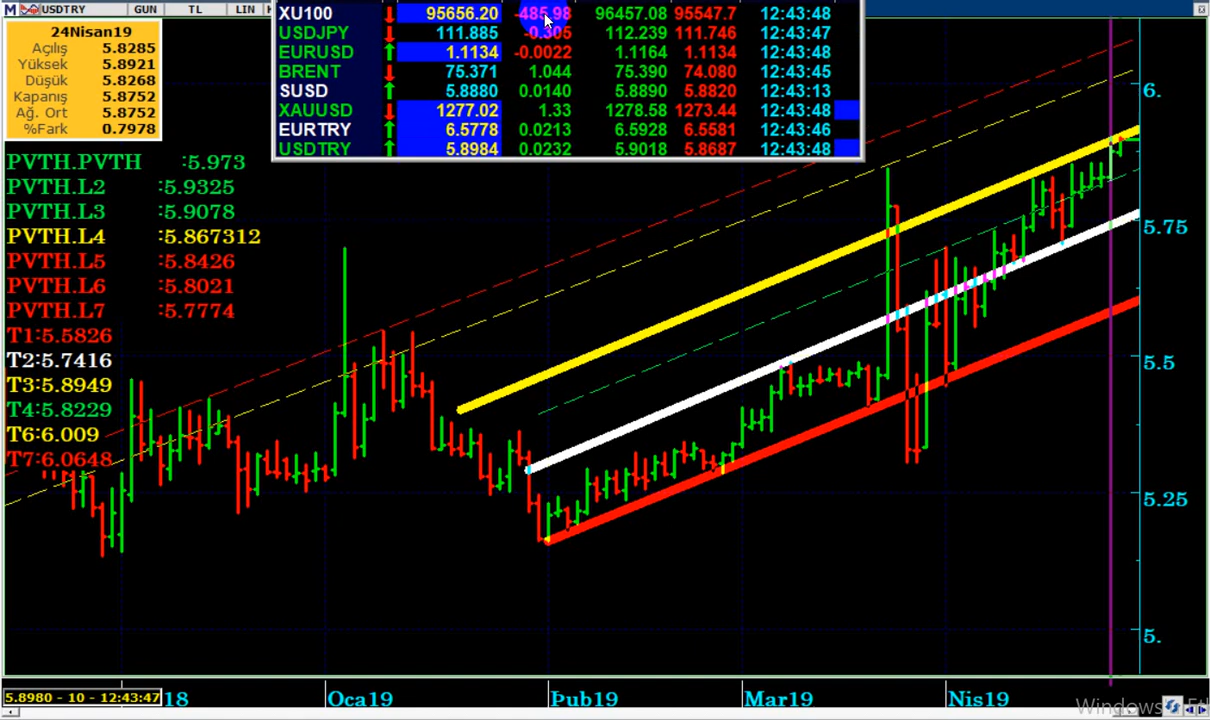 USDTRY GUN TL LIN
24Nisan19
Açılış 5.8285
Yüksek 5.8921
Düşük 5.8268
Kapanış 5.8752
Ağ. Ort 5.8752
%Fark 0.7978
XU100 95656.20 -485.98 96457.08 95547.7 12:43:48
USDJPY 111.885 -0.305 112.239 111.746 12:43:47
EURUSD 1.1134 -0.0022 1.1164 1.1134 12:43:48
BRENT 75.371 1.044 75.390 74.080 12:43:45
SUSD 5.8880 0.0140 5.8890 5.8820 12:43:13
XAUUSD 1277.02 1.33 1278.58 1273.44 12:43:48
EURTRY 6.5778 0.0213 6.5928 6.5581 12:43:46
USDTRY 5.8984 0.0232 5.9018 5.8687 12:43:48
PVTH.PVTH :5.973
PVTH.L2 :5.9325
PVTH.L3 :5.9078
PVTH.L4 :5.867312
PVTH.L5 :5.8426
PVTH.L6 :5.8021
PVTH.L7 :5.7774
T1:5.5826
T2:5.7416
T3:5.8949
T4:5.8229
T6:6.009
T7:6.0648
6.
5.75
5.5
5.25
5.
5.8980 - 10 - 12:43:47 18 Oca19 Þub19 Mar19 Nis19
Windows